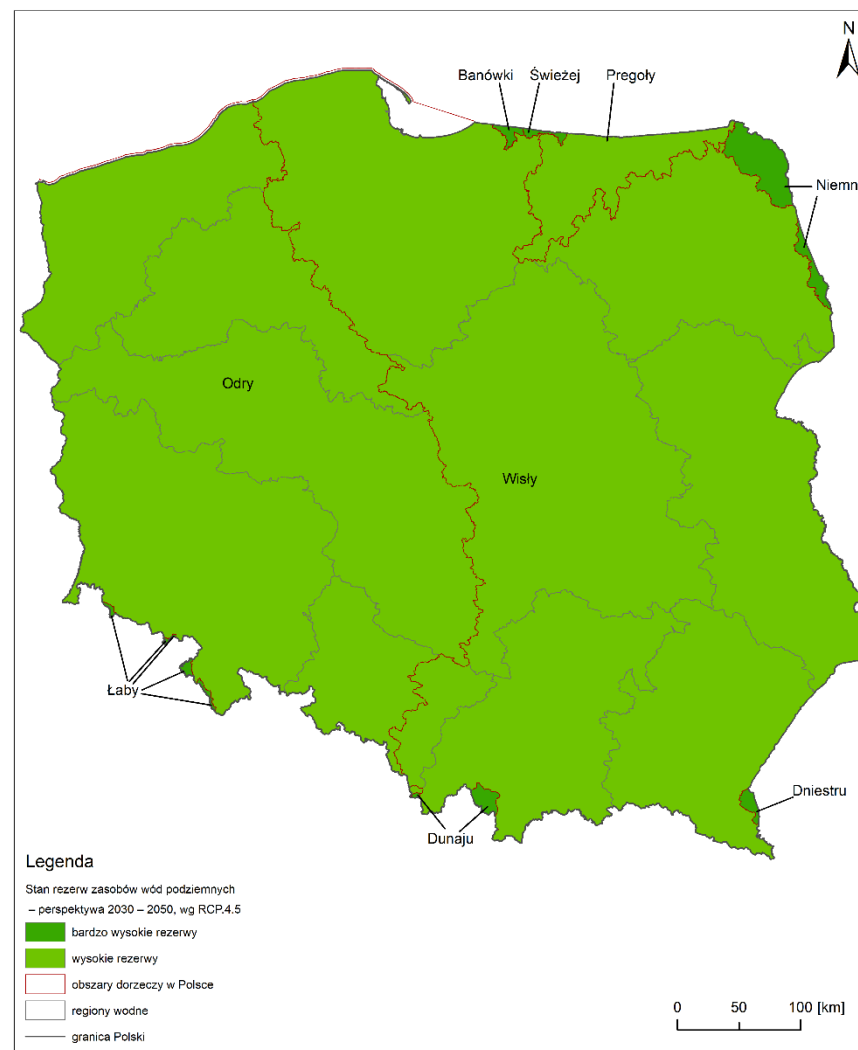 N
Banówki
Świeżej
Pregoły
Niemn
Odry
Wisły
Łaby
Dunaju
Dniestru
Legenda
Stan rezerw zasobów wód podziemnych
– perspektywa 2030 – 2050, wg RCP.4.5
bardzo wysokie rezerwy
wysokie rezerwy
obszary dorzeczy w Polsce
regiony wodne
granica Polski
0 50 100 [km]